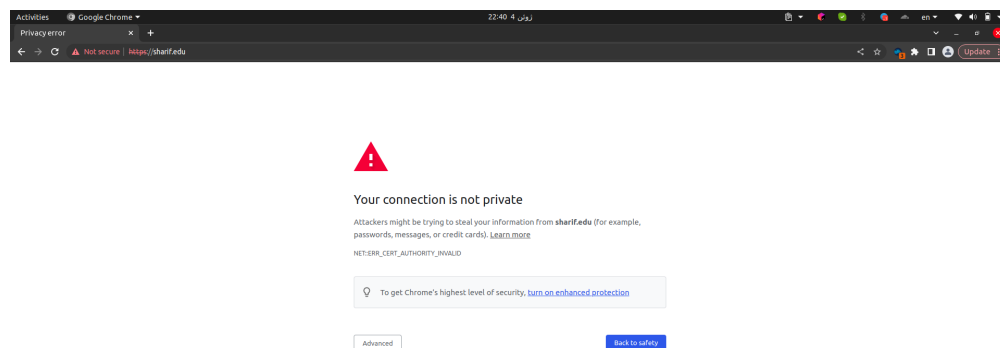 Activities Google Chrome 22:40 4 ژوئن en
Privacy error
Not secure | https://sharif.edu Update
Your connection is not private
Attackers might be trying to steal your information from sharif.edu (for example,
passwords, messages, or credit cards). Learn more
NET::ERR_CERT_AUTHORITY_INVALID
To get Chrome's highest level of security, turn on enhanced protection
Advanced Back to safety